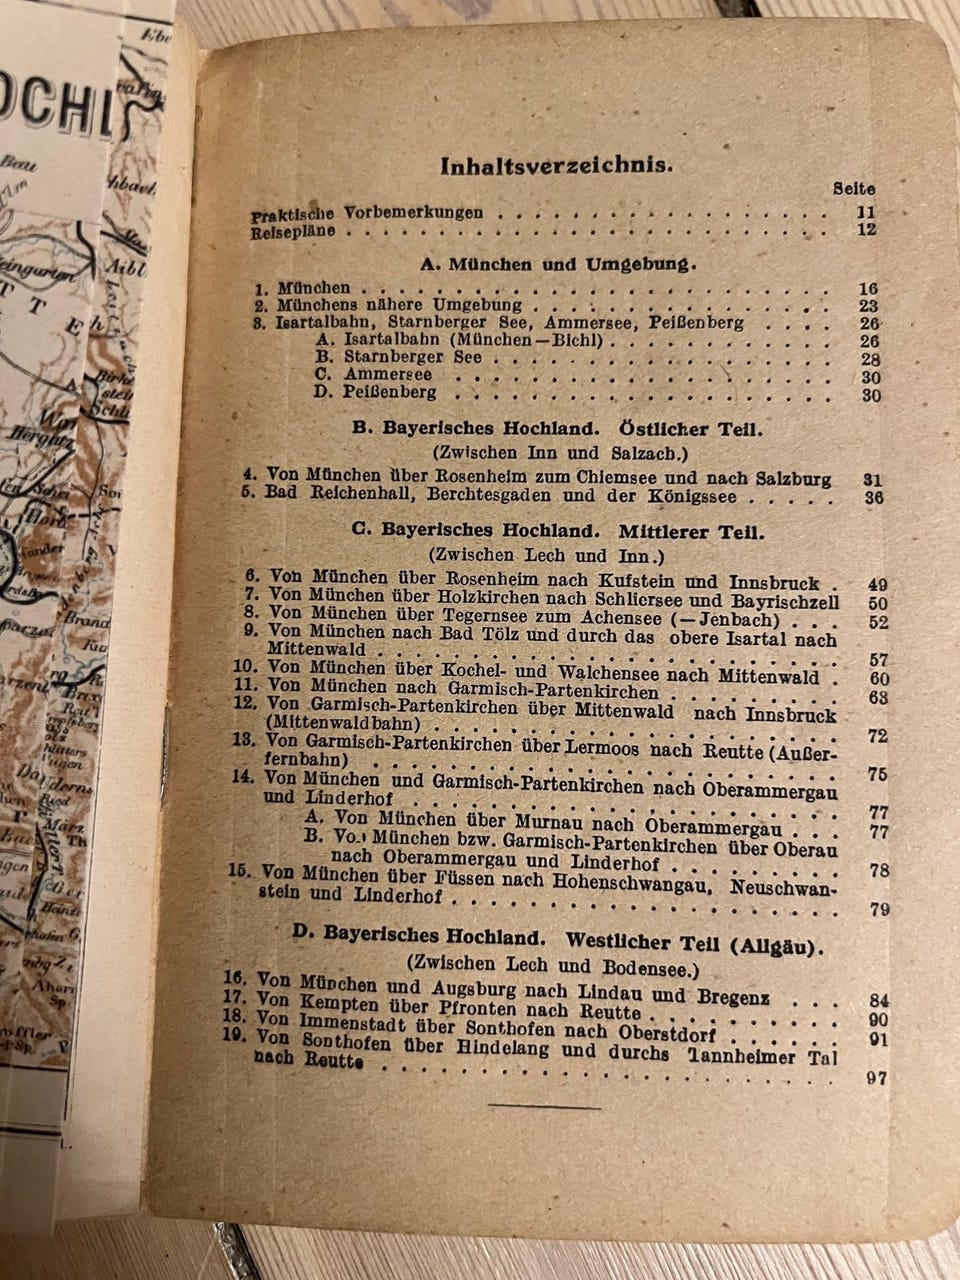 OCHL
Bau
Aibl
Inhaltsverzeichnis.
Seite
Praktische Vorbemerkungen . . . . . . . . . . . . . . . . . 11
Reisepläne . . . . . . . . . . . . . . . . . . . . . . . . . 12
A. München und Umgebung.
1. München . . . . . . . . . . . . . . . . . . . . . . . . 16
2. Münchens nähere Umgebung . . . . . . . . . . . . . . . 23
3. Isartalbahn, Starnberger See, Ammersee, Peißenberg . . . . 26
A. Isartalbahn (München—Bichl) . . . . . . . . . . . . 26
B. Starnberger See . . . . . . . . . . . . . . . . . . 28
C. Ammersee . . . . . . . . . . . . . . . . . . . . 30
D. Peißenberg . . . . . . . . . . . . . . . . . . . . 30
B. Bayerisches Hochland. Östlicher Teil.
(Zwischen Inn und Salzach.)
4. Von München über Rosenheim zum Chiemsee und nach Salzburg 31
5. Bad Reichenhall, Berchtesgaden und der Königssee . . . . . 36
C. Bayerisches Hochland. Mittlerer Teil.
(Zwischen Lech und Inn.)
6. Von München über Rosenheim nach Kufstein und Innsbruck . 49
7. Von München über Holzkirchen nach Schliersee und Bayrischzell 50
8. Von München über Tegernsee zum Achensee (—Jenbach) . . . 52
9. Von München nach Bad Tölz und durch das obere Isartal nach
Mittenwald . . . . . . . . . . . . . . . . . . . . . . 57
10. Von München über Kochel- und Walchensee nach Mittenwald . 60
11. Von München nach Garmisch-Partenkirchen . . . . . . . . 63
12. Von Garmisch-Partenkirchen über Mittenwald nach Innsbruck
(Mittenwaldbahn) . . . . . . . . . . . . . . . . . . . 72
13. Von Garmisch-Partenkirchen über Lermoos nach Reutte (Außer-
fernbahn) . . . . . . . . . . . . . . . . . . . . . . 75
14. Von München und Garmisch-Partenkirchen nach Oberammergau
und Linderhof . . . . . . . . . . . . . . . . . . . . 77
A. Von München über Murnau nach Oberammergau . . . 77
B. Von München bzw. Garmisch-Partenkirchen über Oberau
nach Oberammergau und Linderhof . . . . . . . . . 78
15. Von München über Füssen nach Hohenschwangau, Neuschwan-
stein und Linderhof . . . . . . . . . . . . . . . . . . 79
D. Bayerisches Hochland. Westlicher Teil (Allgäu).
(Zwischen Lech und Bodensee.)
16. Von München und Augsburg nach Lindau und Bregenz . . . 84
17. Von Kempten über Pfronten nach Reutte . . . . . . . . . . 90
18. Von Immenstadt über Sonthofen nach Oberstdorf . . . . . . 91
19. Von Sonthofen über Hindelang und durchs Tannheimer Tal
nach Reutte . . . . . . . . . . . . . . . . . . . . . . 97